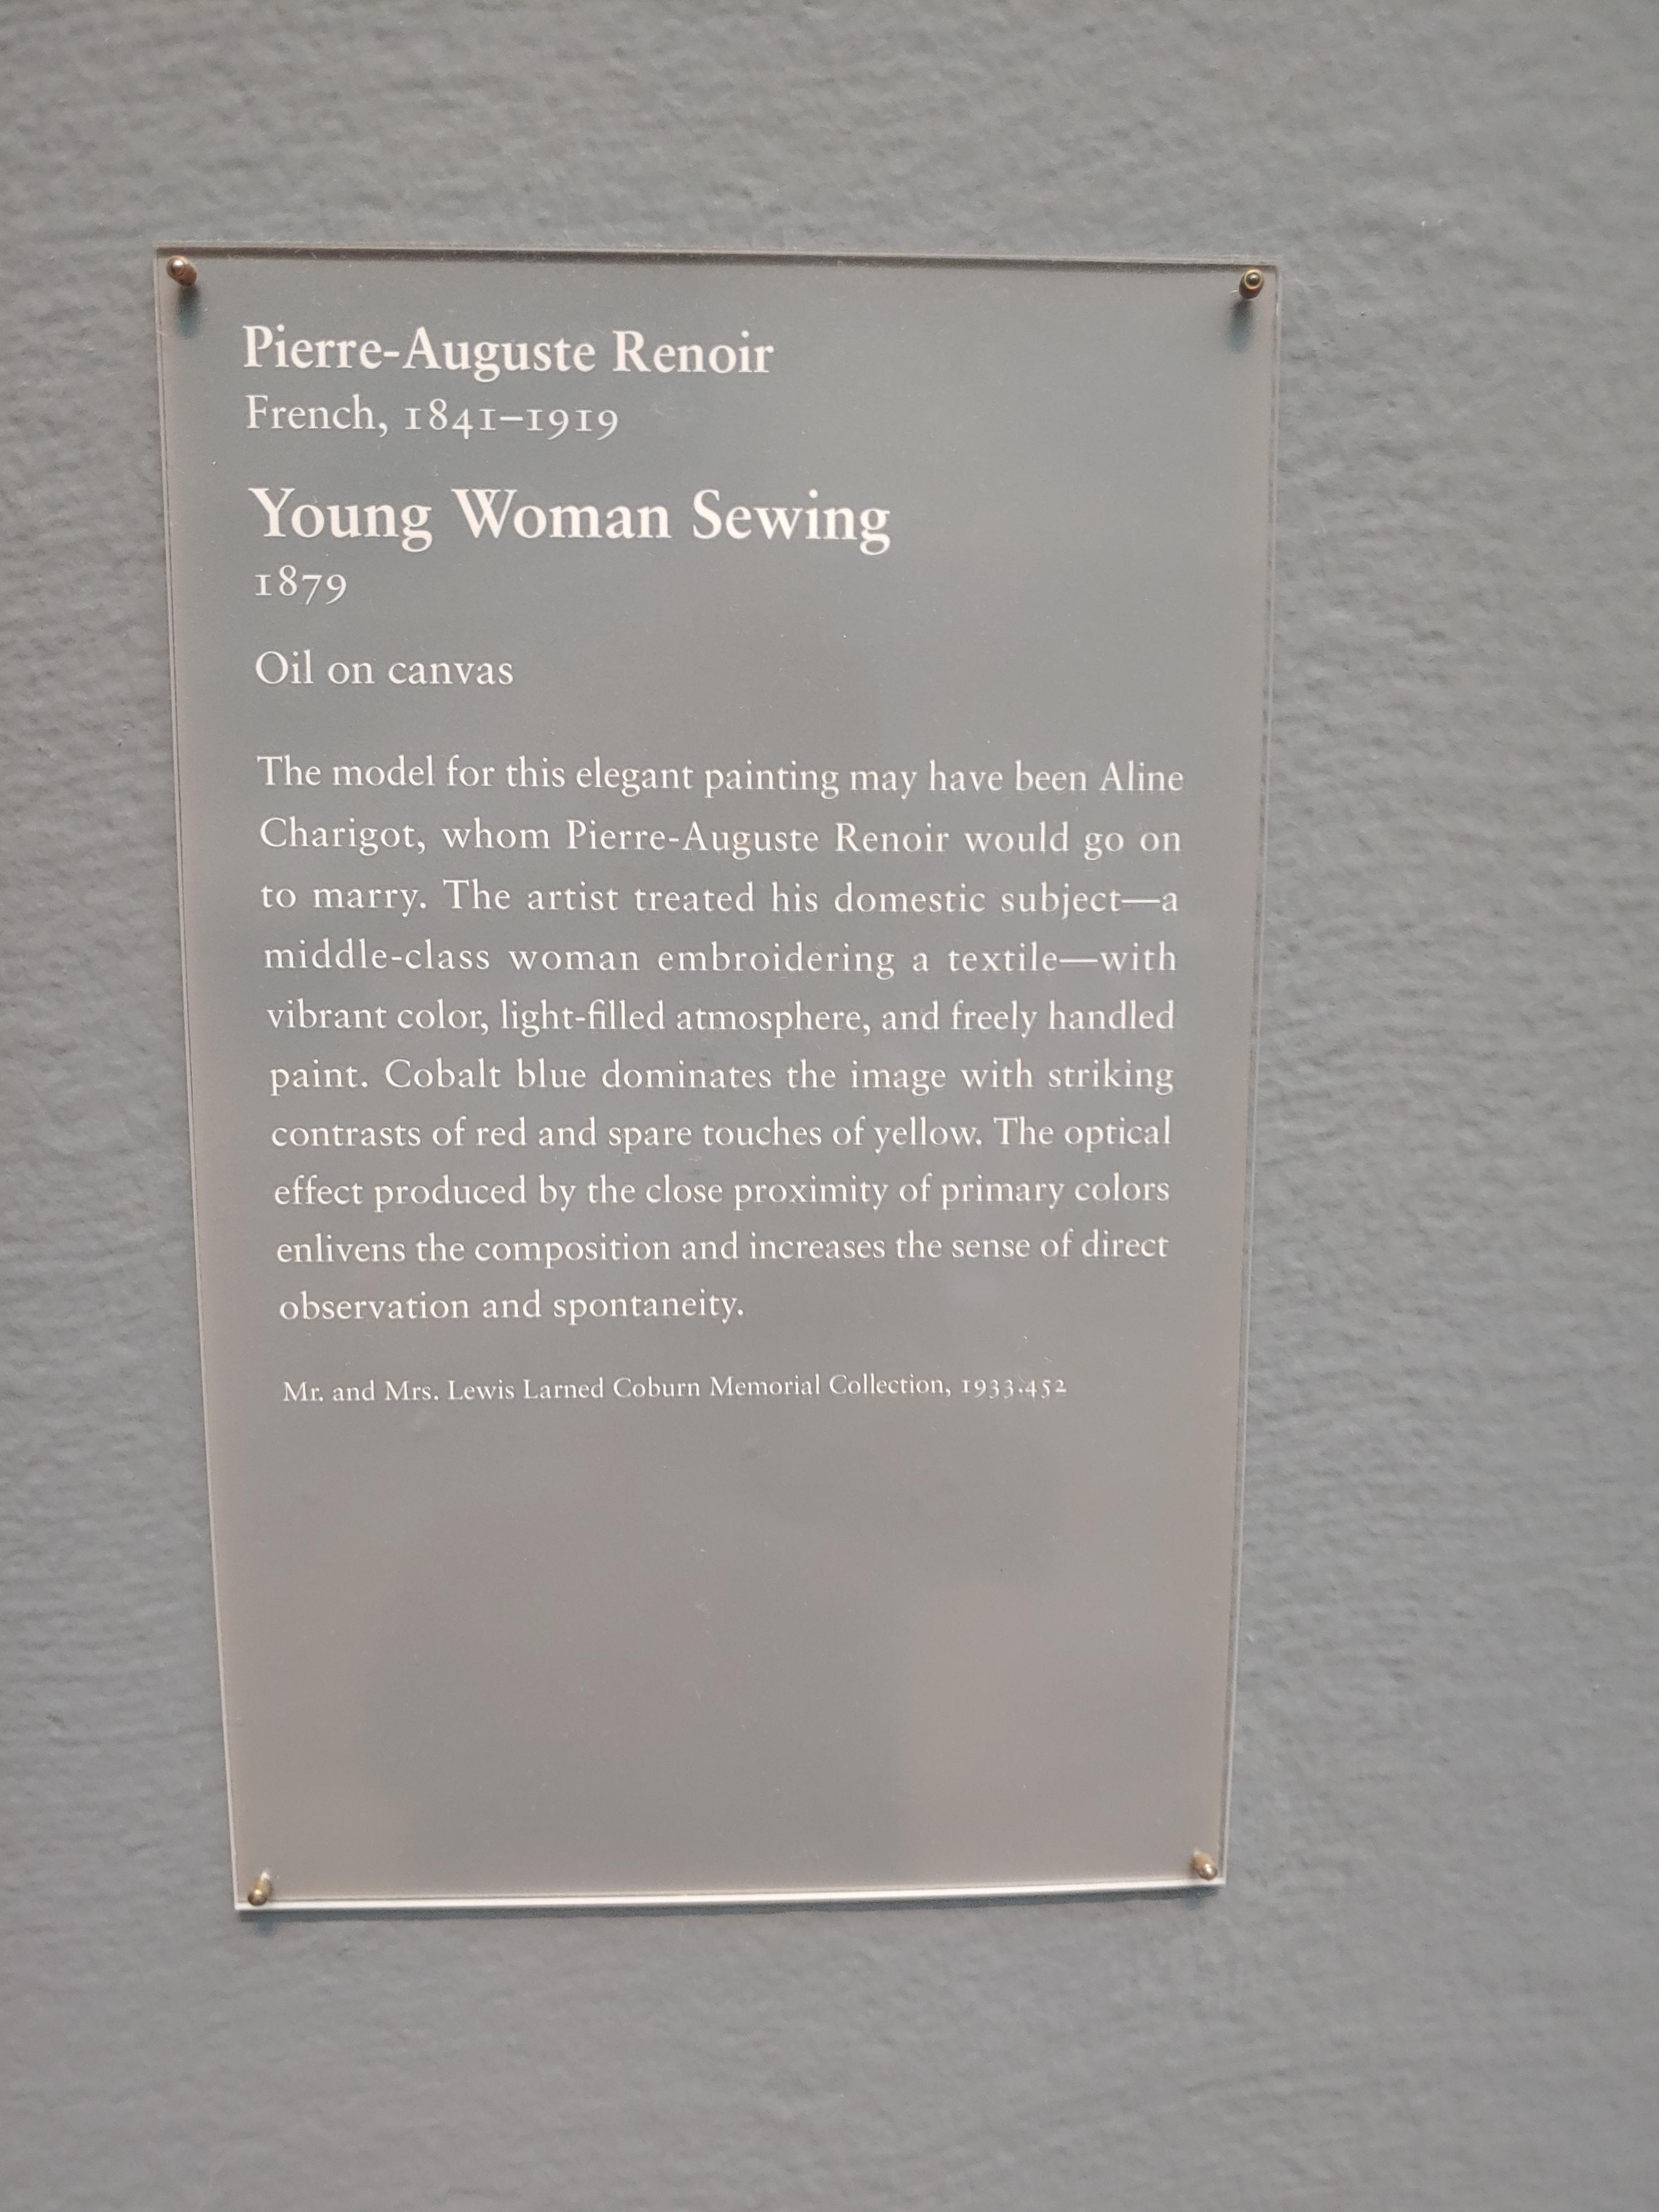 Pierre-Auguste Renoir
French, 1841–1919
Young Woman Sewing
1879
Oil on canvas
The model for this elegant painting may have been Aline
Charigot, whom Pierre-Auguste Renoir would go on
to marry. The artist treated his domestic subject—a
middle-class woman embroidering a textile—with
vibrant color, light-filled atmosphere, and freely handled
paint. Cobalt blue dominates the image with striking
contrasts of red and spare touches of yellow. The optical
effect produced by the close proximity of primary colors
enlivens the composition and increases the sense of direct
observation and spontaneity.
Mr. and Mrs. Lewis Larned Coburn Memorial Collection, 1933.452